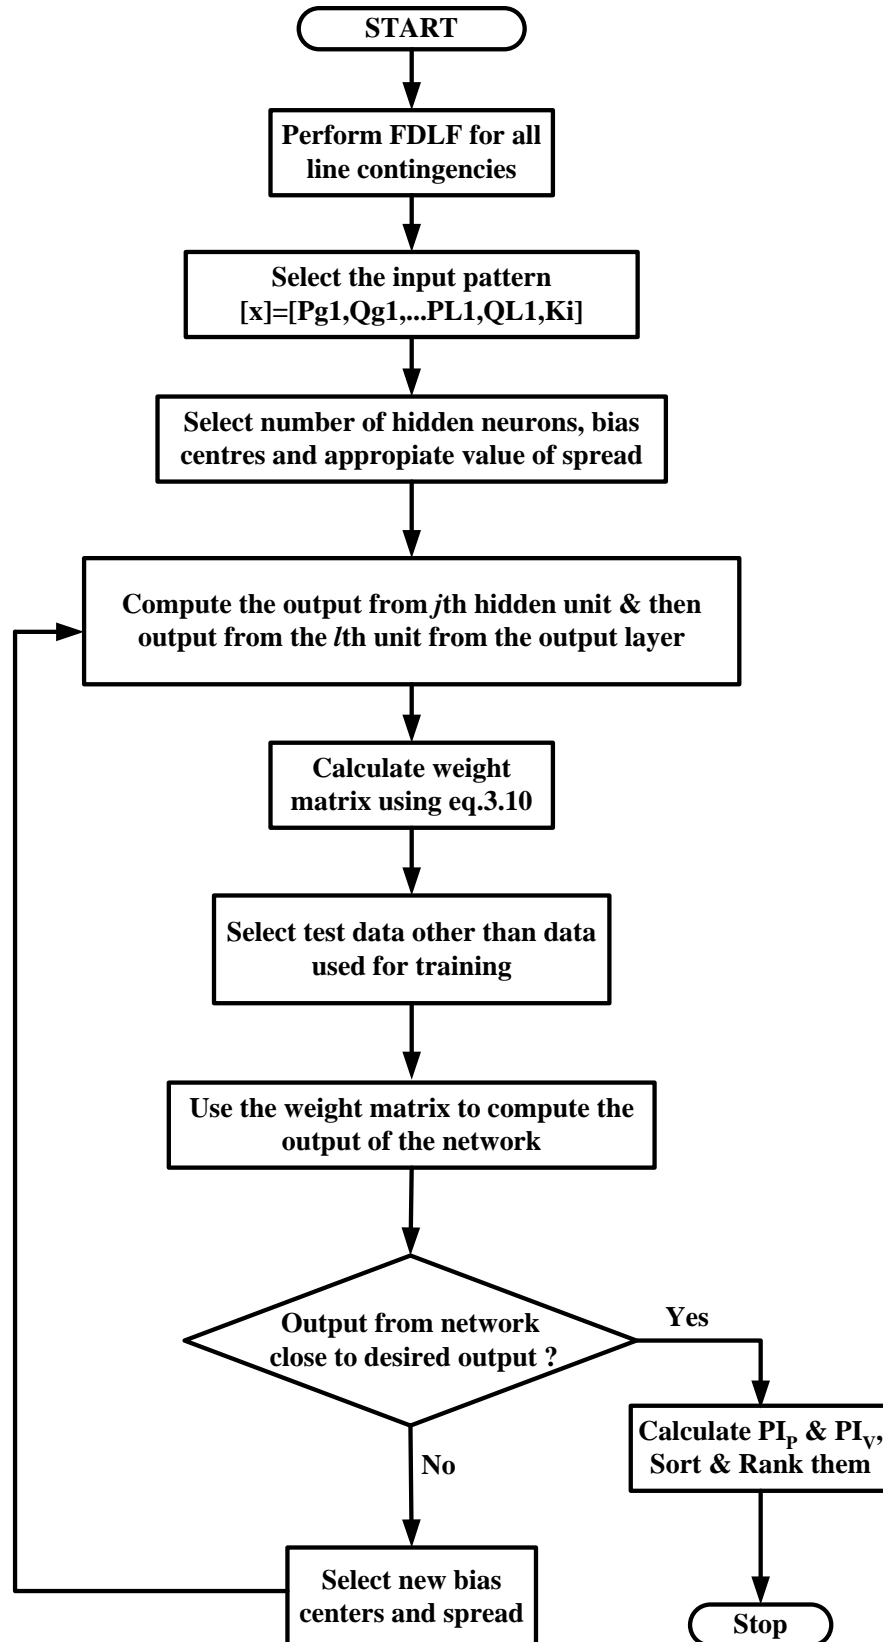 START
Perform FDLF for all
line contingencies
Select the input pattern
[x]=[Pg1,Qg1,...PL1,QL1,Ki]
Select number of hidden neurons, bias
centres and appropiate value of spread
Compute the output from jth hidden unit & then
output from the lth unit from the output layer
Calculate weight
matrix using eq.3.10
Select test data other than data
used for training
Use the weight matrix to compute the
output of the network
Output from network
close to desired output ?
Yes
Calculate PIP & PIV,
Sort & Rank them
No
Select new bias
centers and spread
Stop